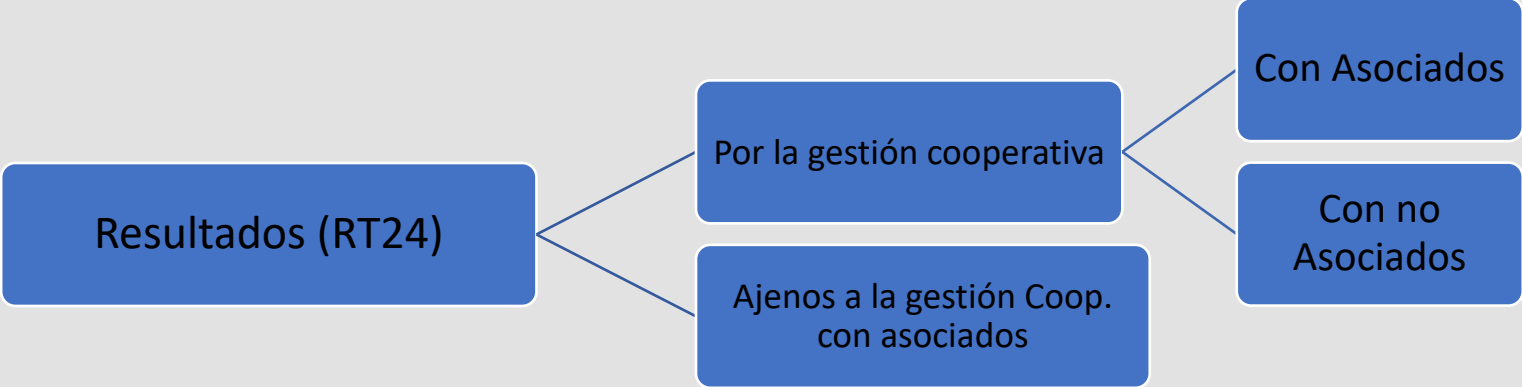 Resultados (RT24)
Por la gestión cooperativa
Con Asociados
Con no
Asociados
Ajenos a la gestión Coop.
con asociados